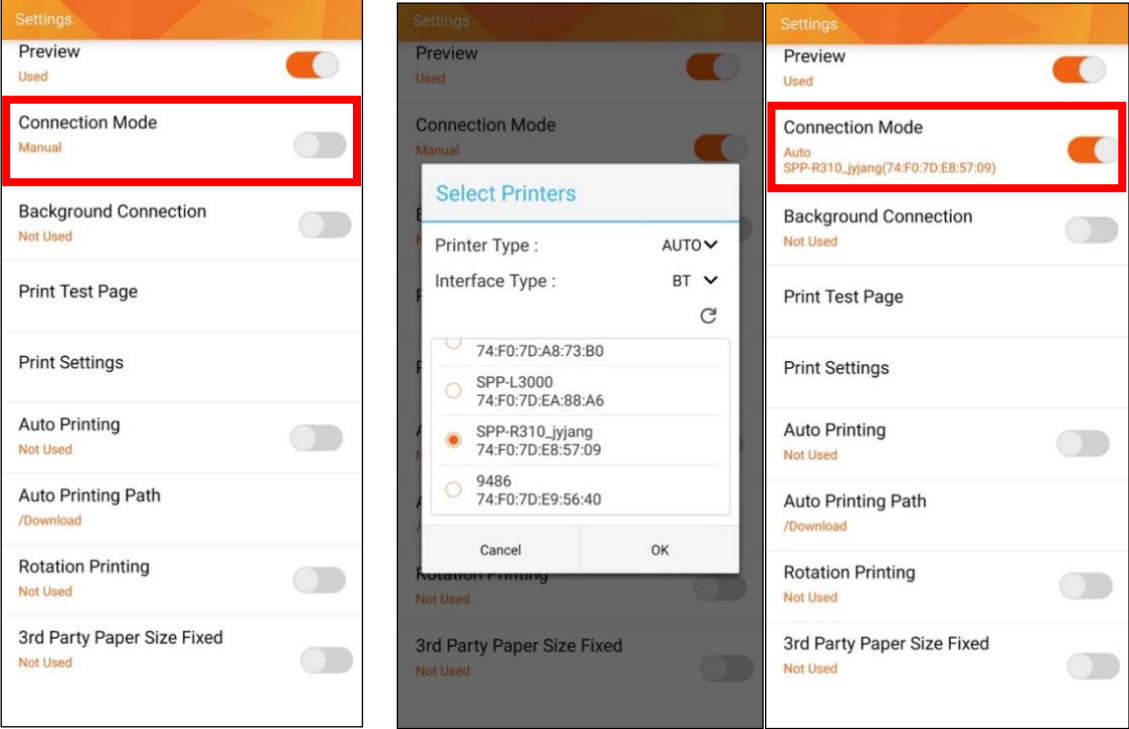 Settings
Preview
Used
Connection Mode
Manual
Background Connection
Not Used
Print Test Page
Print Settings
Auto Printing
Not Used
Auto Printing Path
/Download
Rotation Printing
Not Used
3rd Party Paper Size Fixed
Not Used
Settings
Preview
Used
Connection Mode
Manual
Select Printers
Printer Type : AUTO
Interface Type : BT
74:F0:7D:A8:73:B0
SPP-L3000
74:F0:7D:EA:88:A6
SPP-R310_jyjang
74:F0:7D:E8:57:09
9486
74:F0:7D:E9:56:40
Cancel OK
Rotation Printing
Not Used
3rd Party Paper Size Fixed
Not Used
Settings
Preview
Used
Connection Mode
Auto
SPP-R310_jyjang(74:F0:7D:E8:57:09)
Background Connection
Not Used
Print Test Page
Print Settings
Auto Printing
Not Used
Auto Printing Path
/Download
Rotation Printing
Not Used
3rd Party Paper Size Fixed
Not Used